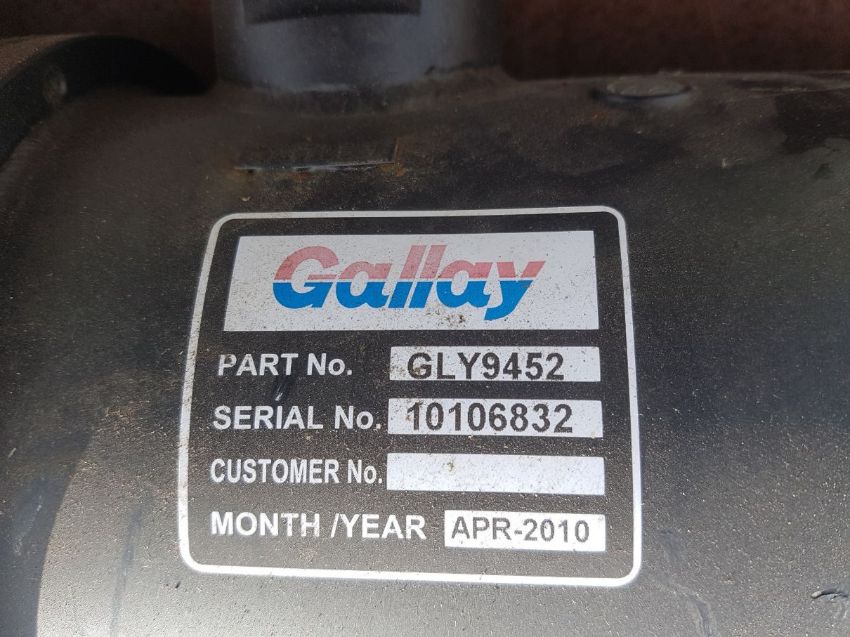 Gallay
PART No. GLY9452
SERIAL No. 10106832
CUSTOMER No.
MONTH /YEAR APR-2010